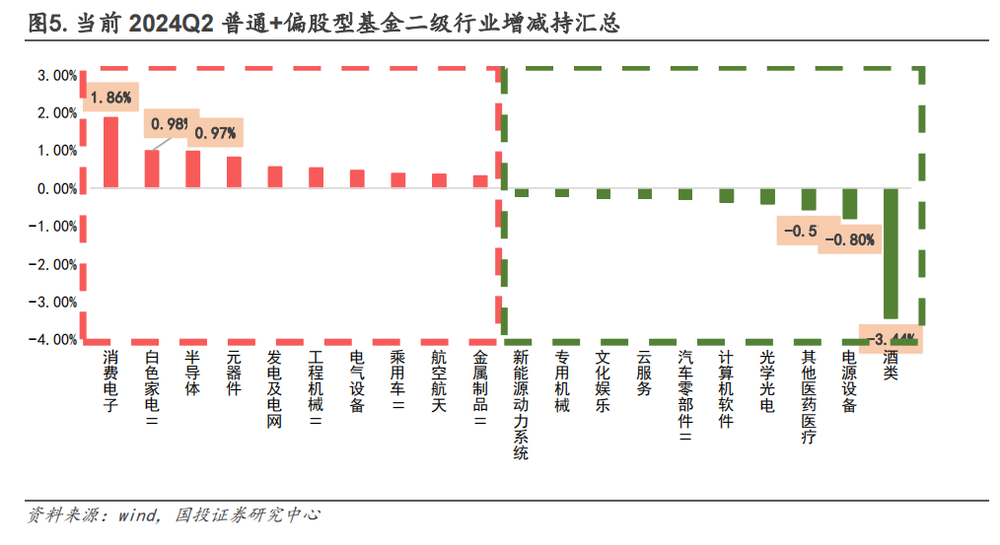 图5. 当前 2024Q2 普通+偏股型基金二级行业增减持汇总
3.00%
2.00%
1.00%
0.00%
-1.00%
-2.00%
-3.00%
-4.00%
1.86%
0.98%
0.97%
-0.5
-0.80%
-3.44%
消费电子
白色家电Ⅱ
半导体
元器件
发电及电网
工程机械Ⅱ
电气设备
乘用车Ⅱ
航空航天
金属制品Ⅱ
新能源动力系统
专用机械
文化娱乐
云服务
汽车零部件Ⅱ
计算机软件
光学光电
其他医药医疗
电源设备
酒类
资料来源：wind，国投证券研究中心